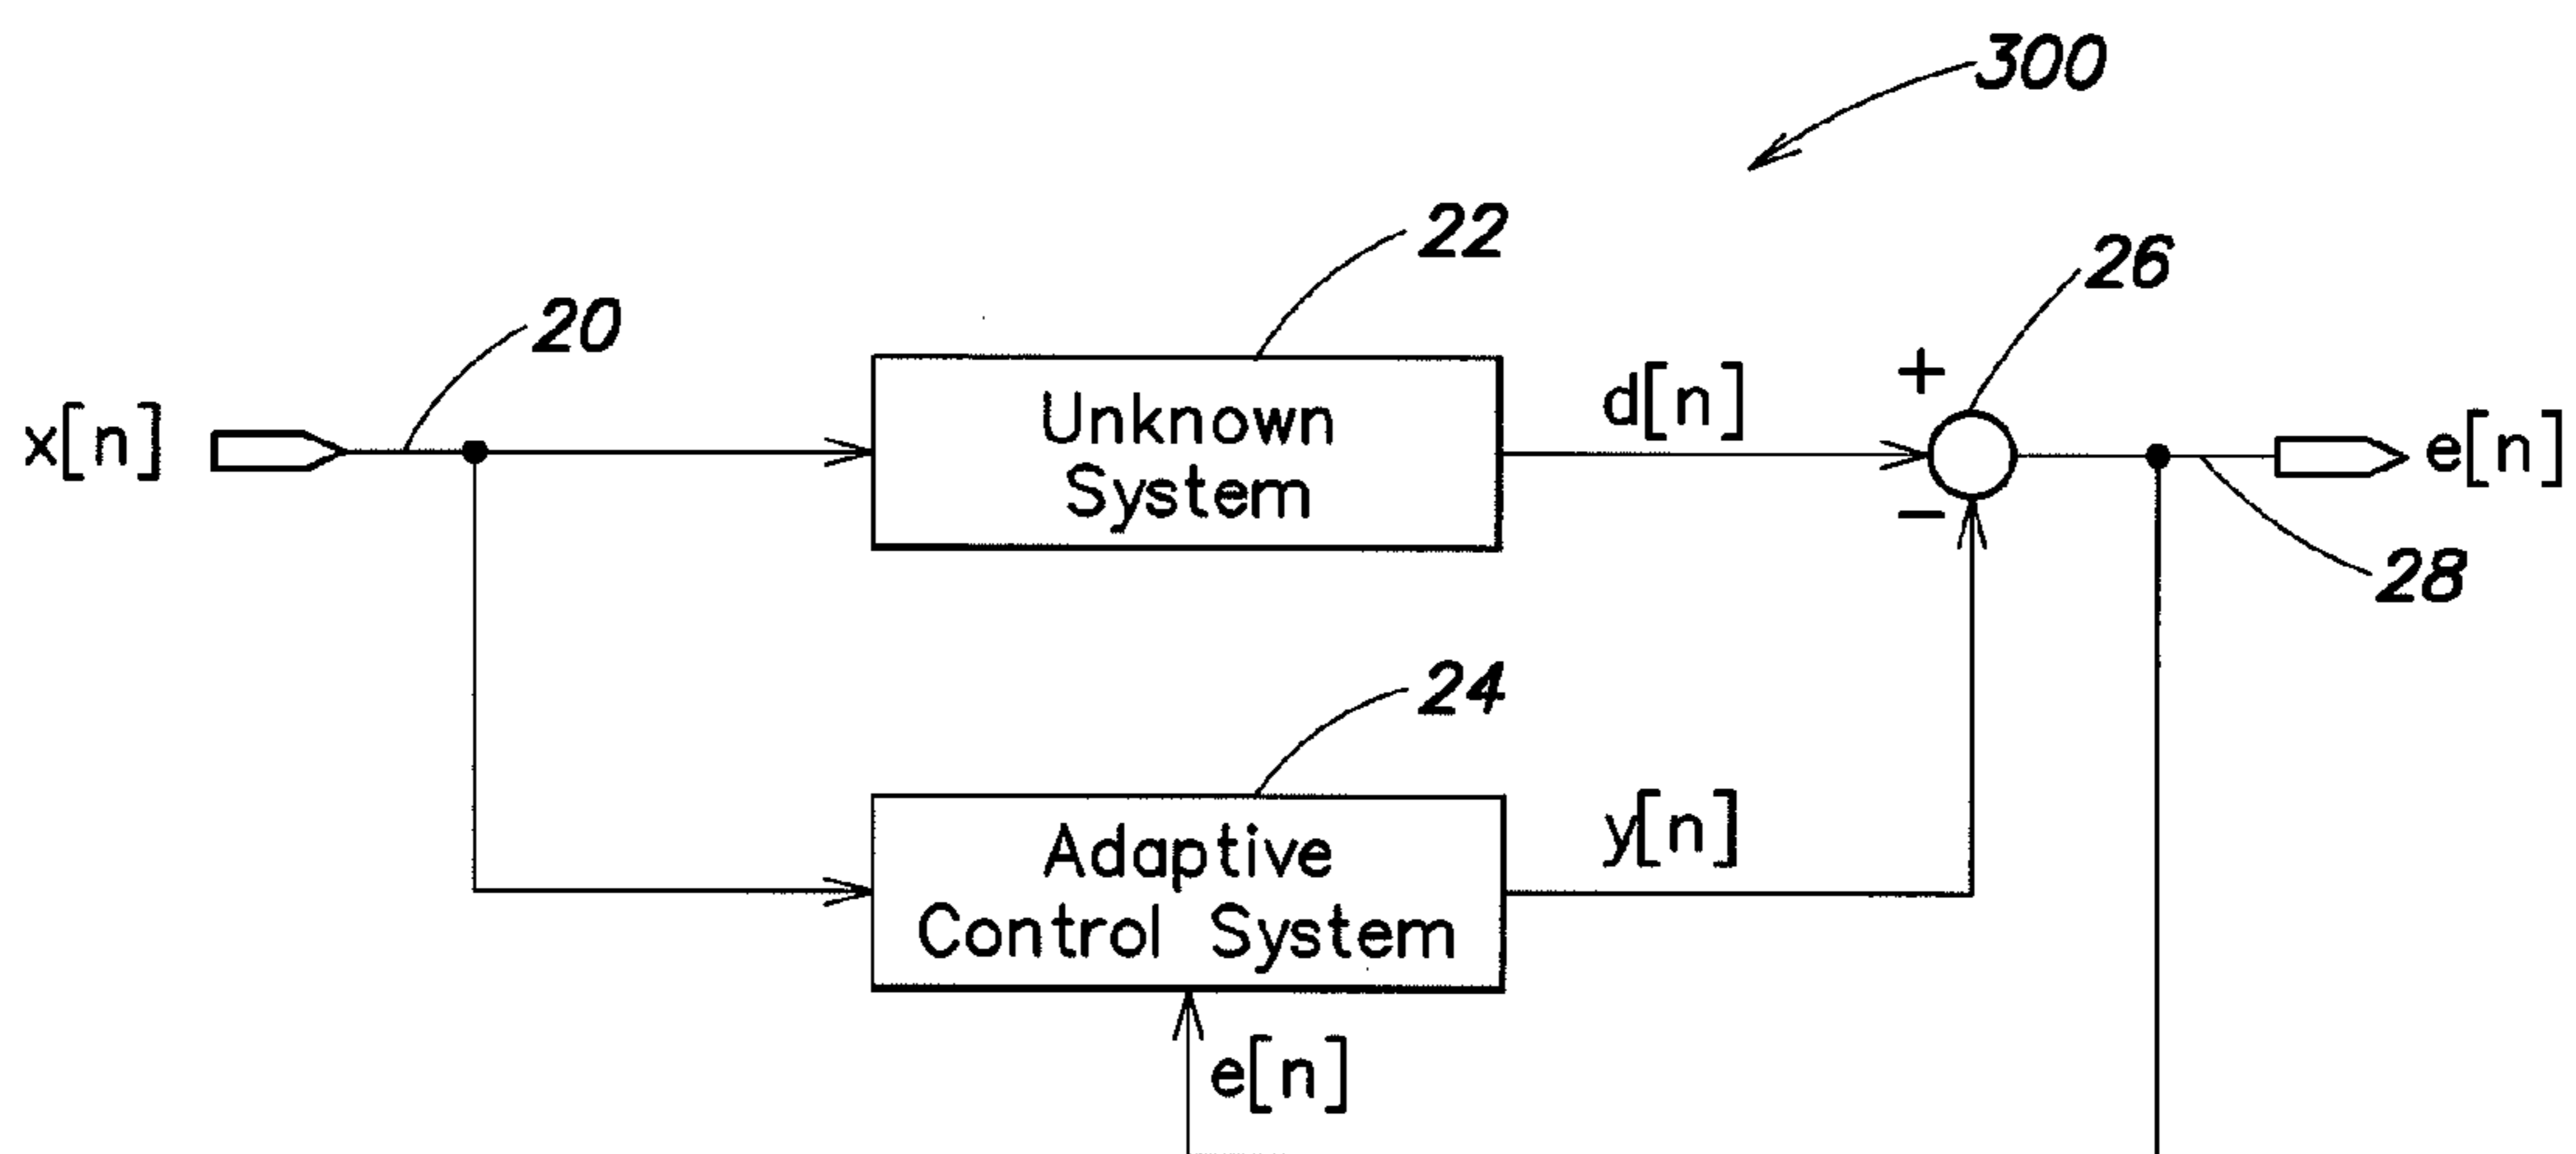 300
22
26
20
x[n]
Unknown
System
d[n]
+
−
e[n]
28
24
Adaptive
Control System
y[n]
e[n]